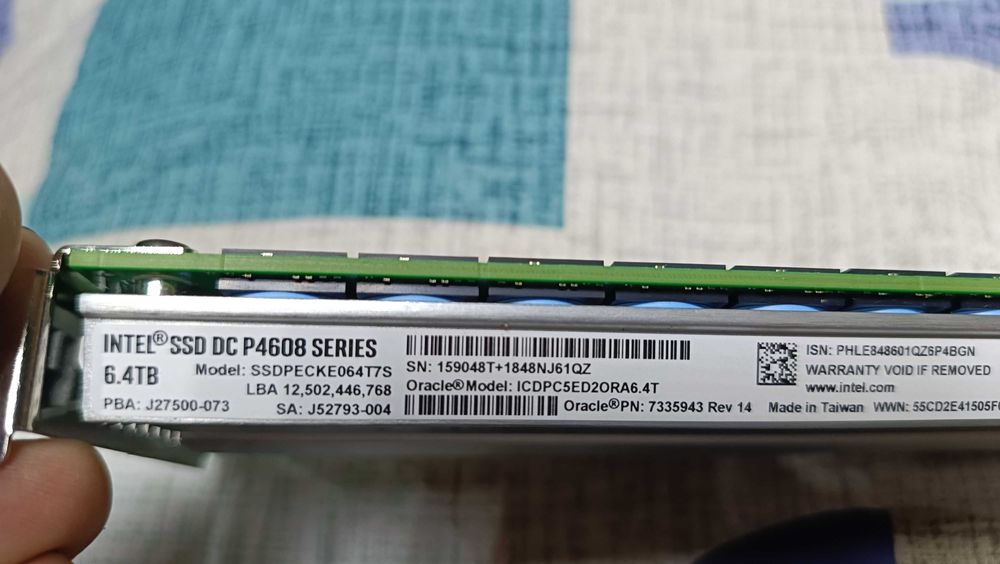 INTEL® SSD DC P4608 SERIES
6.4TB
Model: SSDPECKE064T7S
LBA 12,502,446,768
PBA: J27500-073
SA: J52793-004
SN: 159048T+1848NJ61QZ
Oracle® Model: ICDPC5ED2ORA6.4T
Oracle® PN: 7335943 Rev 14
ISN: PHLE848601QZ6P4BGN
WARRANTY VOID IF REMOVED
www.intel.com
Made in Taiwan WWN: 55CD2E41505F